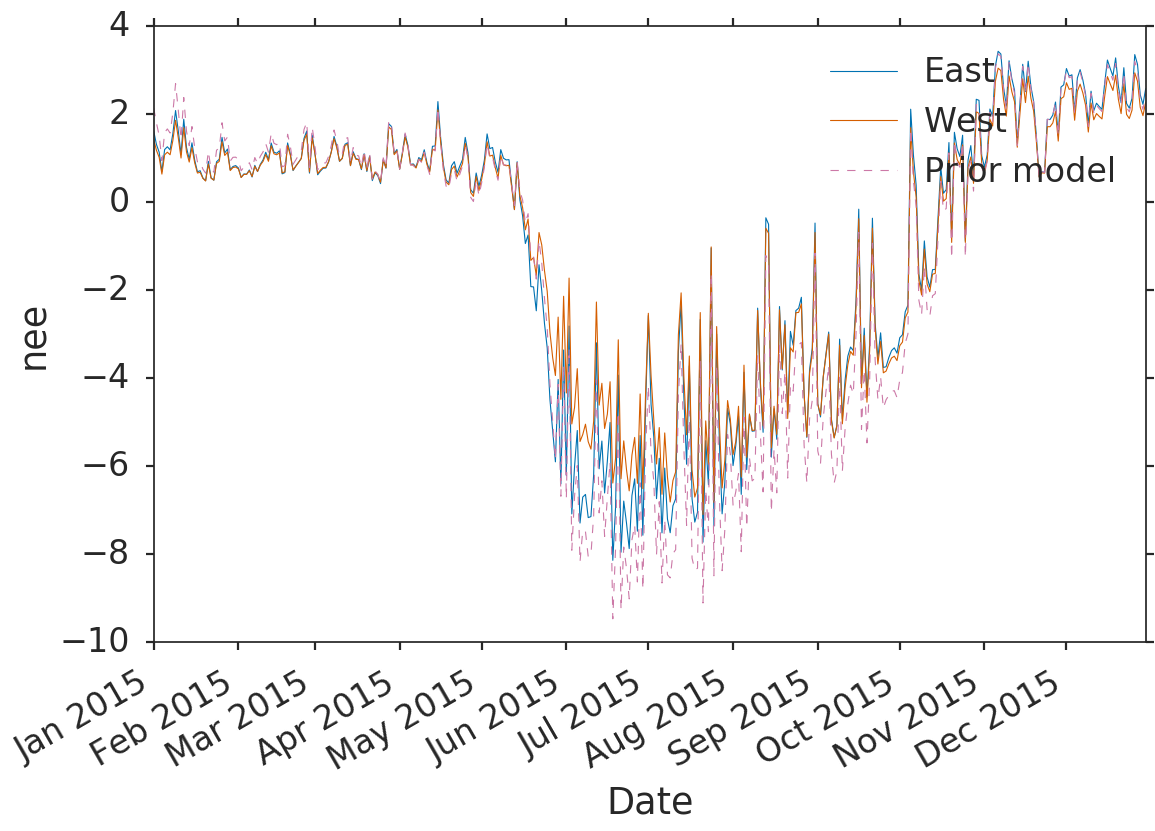 4
2
0
−2
−4
−6
−8
−10
nee
East
West
Prior model
Jan 2015
Feb 2015
Mar 2015
Apr 2015
May 2015
Jun 2015
Jul 2015
Aug 2015
Sep 2015
Oct 2015
Nov 2015
Dec 2015
Date